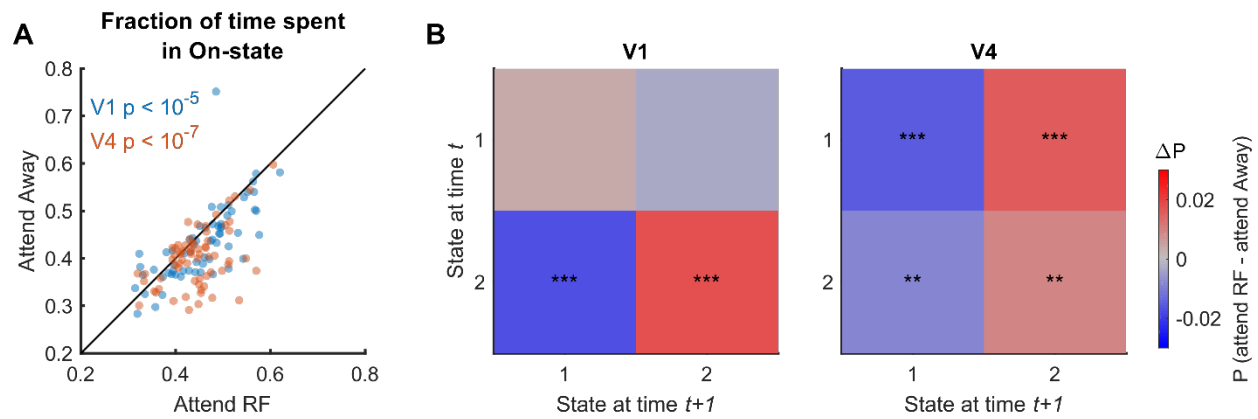 A
Fraction of time spent
in On-state
V1 p < 10^-5
V4 p < 10^-7
0.8
0.7
0.6
0.5
0.4
0.3
0.2
Attend Away
0.2 0.4 0.6 0.8
Attend RF
B
V1
State at time t
1
2
*** ***
1 2
State at time t+1
V4
1
2
*** ***
** **
1 2
State at time t+1
ΔP
0.02
0
-0.02
P (attend RF - attend Away)